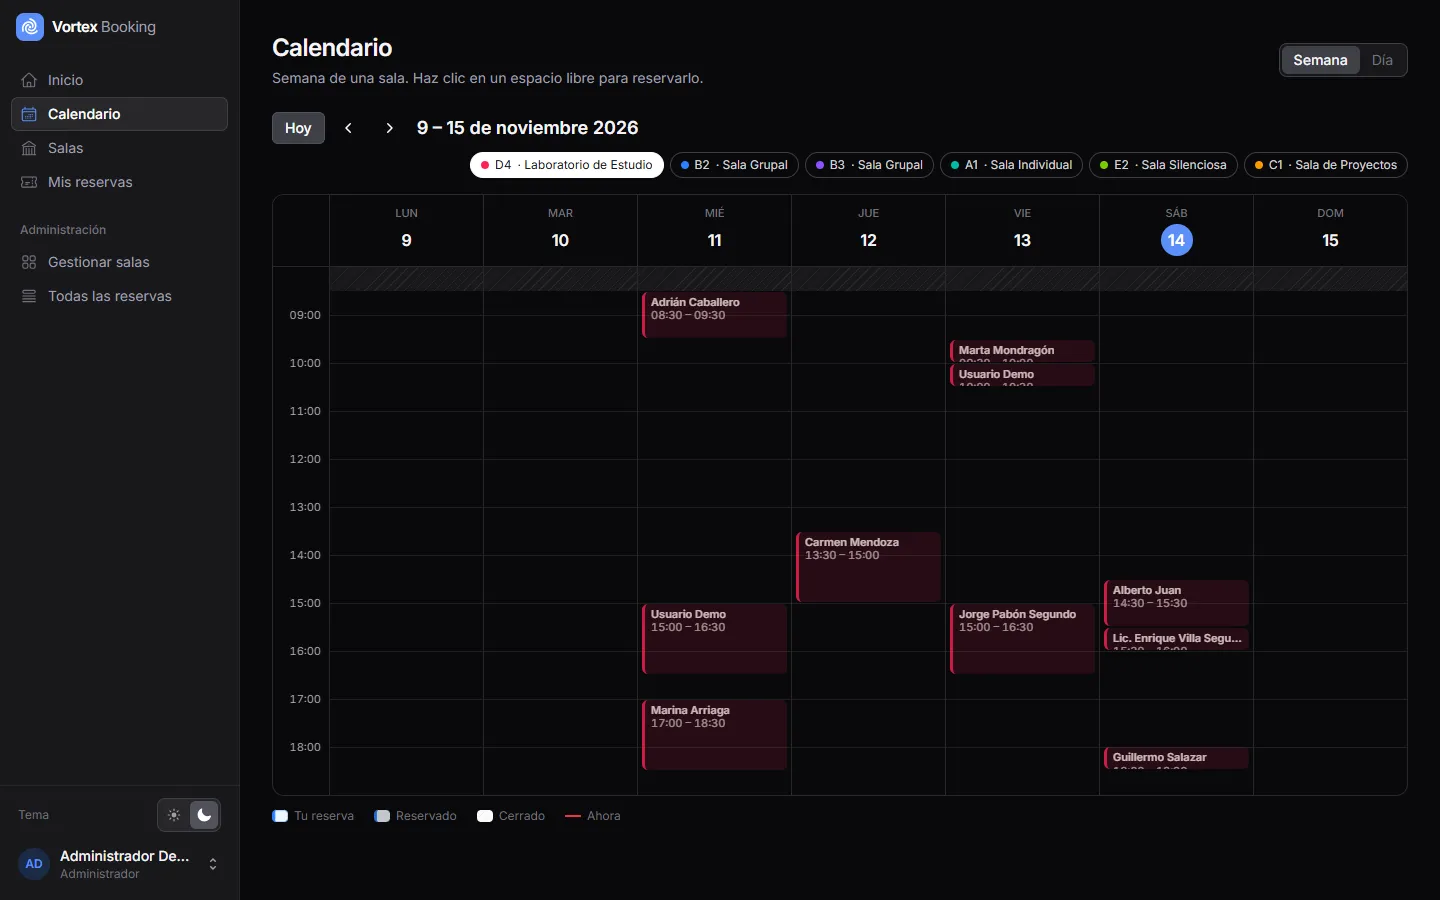 Vortex Booking
Inicio
Calendario
Salas
Mis reservas
Administración
Gestionar salas
Todas las reservas
Tema
AD
Administrador De...
Administrador
Calendario
Semana de una sala. Haz clic en un espacio libre para reservarlo.
Semana Día
Hoy
9 – 15 de noviembre 2026
D4 · Laboratorio de Estudio
B2 · Sala Grupal
B3 · Sala Grupal
A1 · Sala Individual
E2 · Sala Silenciosa
C1 · Sala de Proyectos
LUN 9
MAR 10
MIÉ 11
JUE 12
VIE 13
SÁB 14
DOM 15
09:00
10:00
11:00
12:00
13:00
14:00
15:00
16:00
17:00
18:00
Adrián Caballero
08:30 – 09:30
Usuario Demo
15:00 – 16:30
Marina Arriaga
17:00 – 18:30
Carmen Mendoza
13:30 – 15:00
Marta Mondragón
Usuario Demo
Jorge Pabón Segundo
15:00 – 16:30
Alberto Juan
14:30 – 15:30
Lic. Enrique Villa Segu...
Guillermo Salazar
Tu reserva
Reservado
Cerrado
Ahora